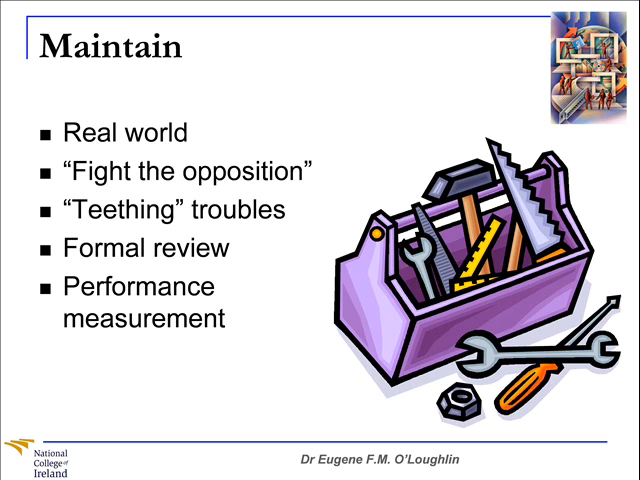 Maintain
Real world
“Fight the opposition”
“Teething” troubles
Formal review
Performance
measurement
National
College of
Ireland
Dr Eugene F.M. O’Loughlin